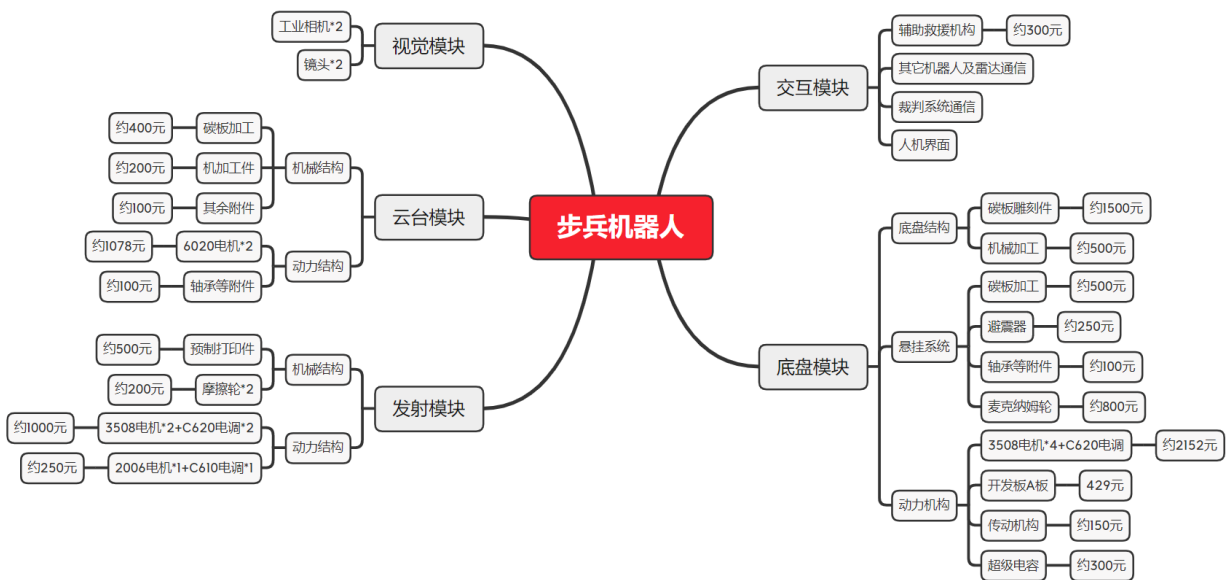 步兵机器人
视觉模块
工业相机*2
镜头*2
云台模块
机械结构
碳板加工
约400元
机加工件
约200元
其余附件
约100元
动力结构
6020电机*2
约1078元
轴承等附件
约100元
发射模块
机械结构
预制打印件
约500元
摩擦轮*2
约200元
动力结构
3508电机*2+C620电调*2
约1000元
2006电机*1+C610电调*1
约250元
交互模块
辅助救援机构
约300元
其它机器人及雷达通信
裁判系统通信
人机界面
底盘模块
底盘结构
碳板雕刻件
约1500元
机械加工
约500元
悬挂系统
碳板加工
约500元
避震器
约250元
轴承等附件
约100元
麦克纳姆轮
约800元
动力机构
3508电机*4+C620电调
约2152元
开发板A板
429元
传动机构
约150元
超级电容
约300元